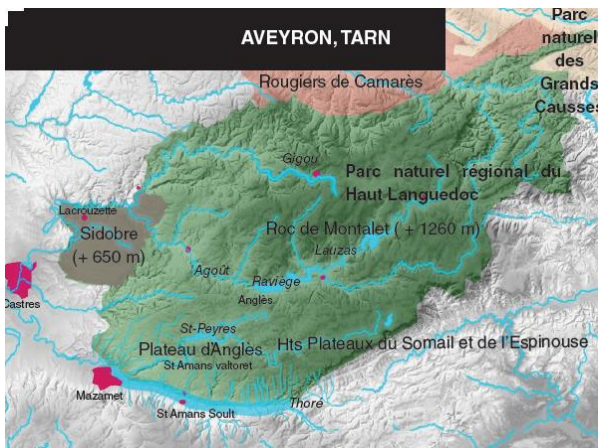 AVEYRON, TARN
Parc
naturel
des
Grands
Causses
Rougiers de Camarès
Gigou
Parc naturel régional du
Haut Languedoc
Lacrouzette
Sidobre
(+ 650 m)
Roc de Montalet ( + 1260 m)
Lauzas
Agoût
Raviège
Anglès
Castres
St-Peyres
Plateau d'Anglès
Hts Plateaux du Somail et de l'Espinouse
St Amans valtoret
Mazamet
St Amans Soult
Thoré